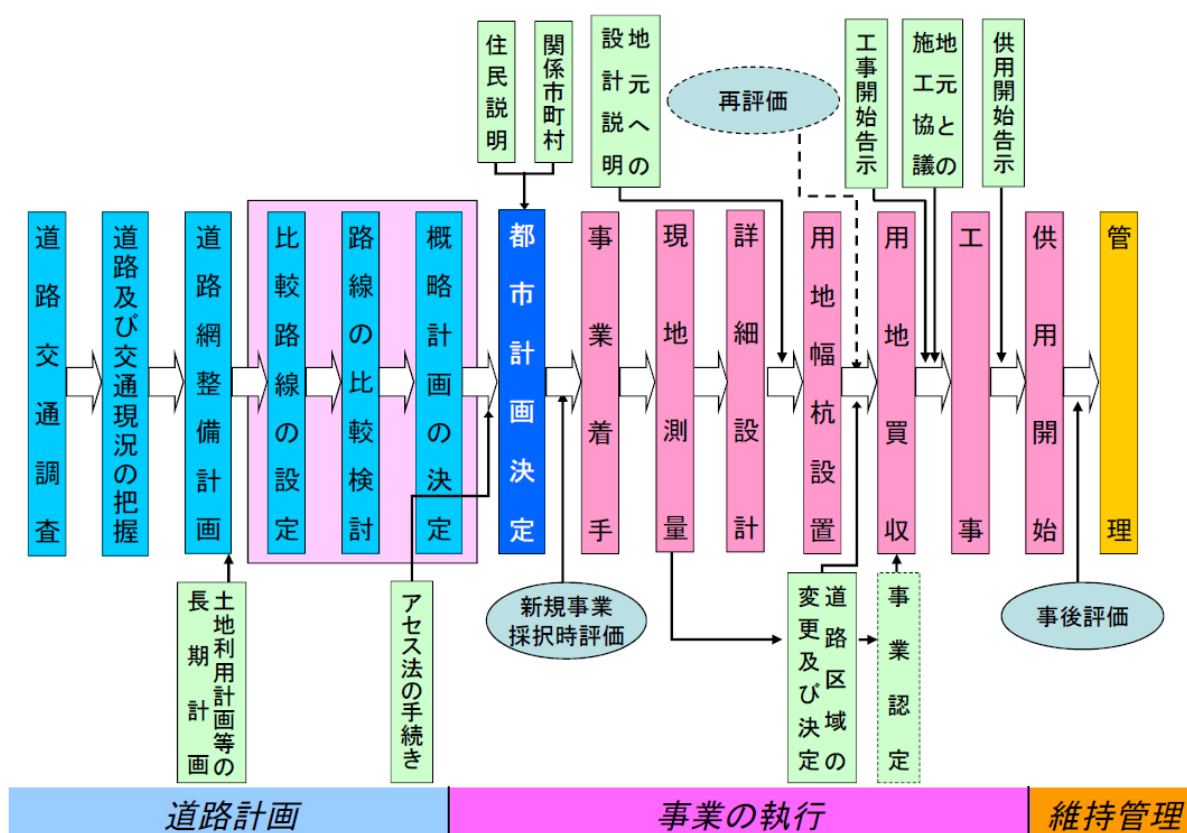 住民説明
関係市町村
地元への
設計説明
再評価
工事開始告示
地元との
施工協議
供用開始告示
道路交通調査
道路及び交通現況の把握
道路網整備計画
比較路線の設定
路線の比較検討
概略計画の決定
都市計画決定
事業着手
現地測量
詳細設計
用地幅杭設置
用地買収
工事
供用開始
管理
土地利用計画等の
長期計画
アセス法の手続き
新規事業
採択時評価
道路区域の
変更及び決定
事業認定
事後評価
道路計画
事業の執行
維持管理